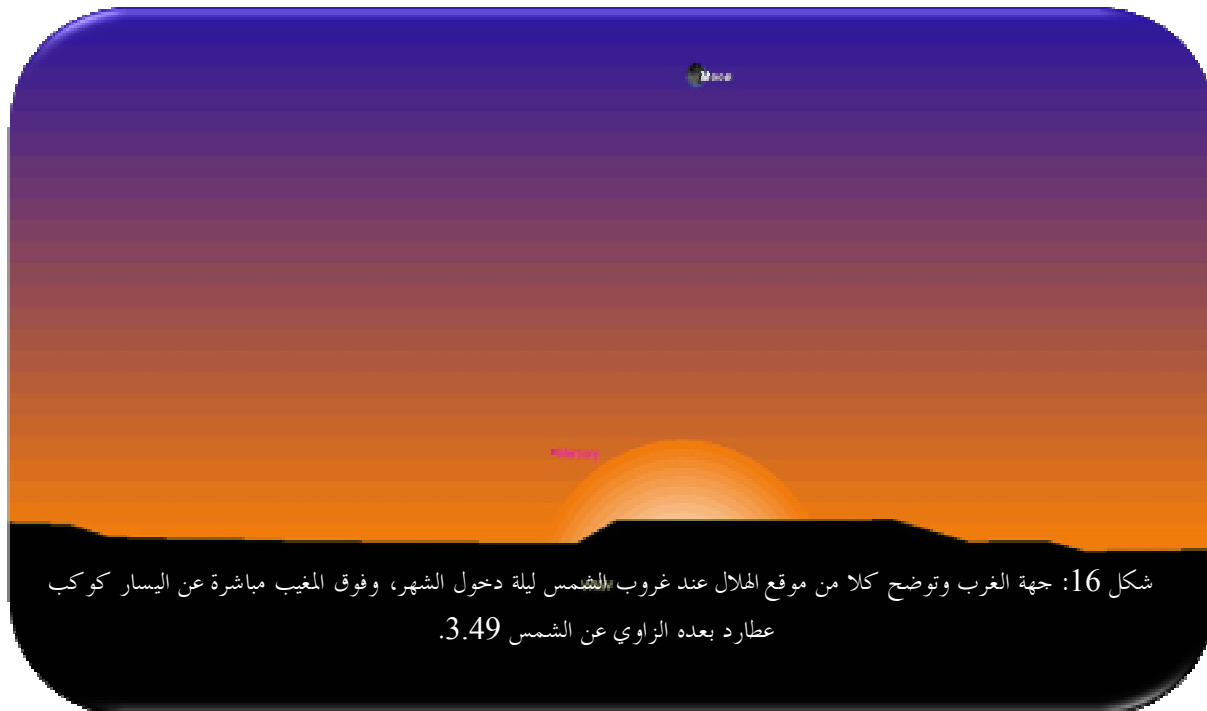 Moon
Mercury
شكل 16: جهة الغرب وتوضح كلا من موقع الهلال عند غروب الشمس ليلة دخول الشهر، وفوق المغيب مباشرة عن اليسار كوكب
عطارد بعده الزاوي عن الشمس 3.49.